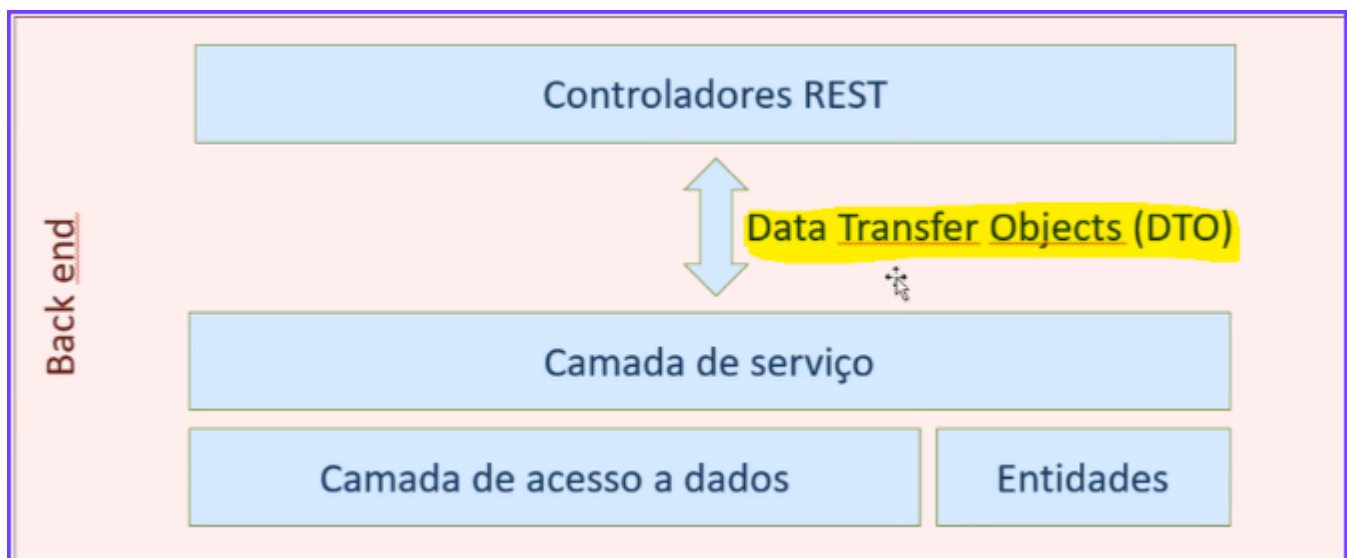 Controladores REST
Back end
Data Transfer Objects (DTO)
Camada de serviço
Camada de acesso a dados
Entidades